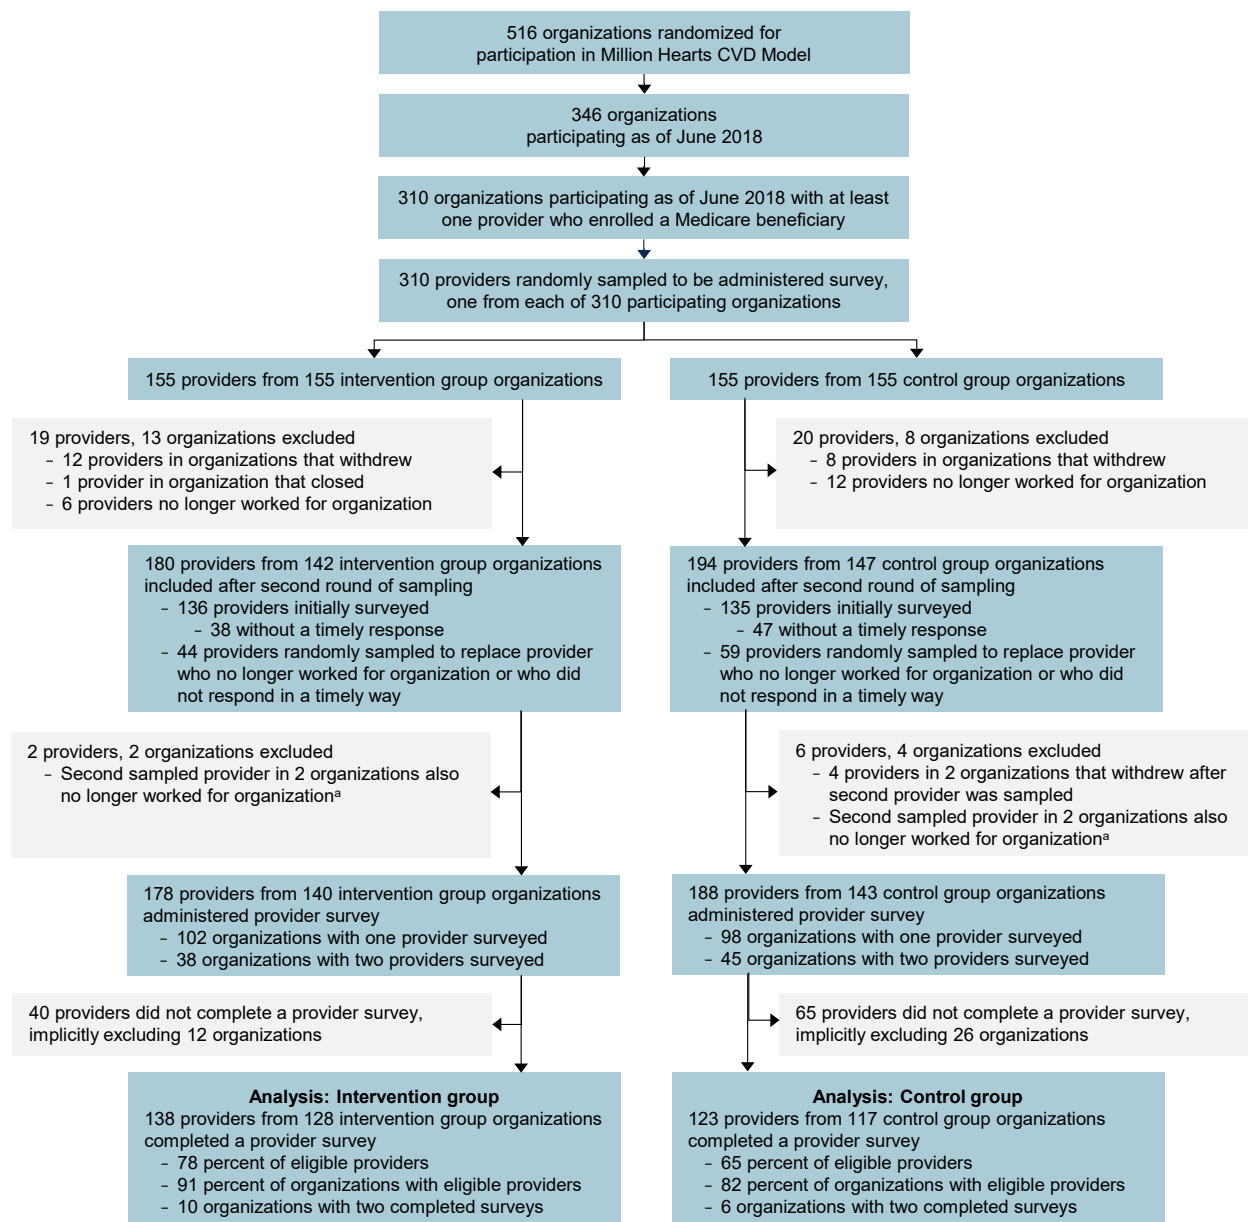 516 organizations randomized for
participation in Million Hearts CVD Model
346 organizations
participating as of June 2018
310 organizations participating as of June 2018 with at least
one provider who enrolled a Medicare beneficiary
310 providers randomly sampled to be administered survey,
one from each of 310 participating organizations
155 providers from 155 intervention group organizations
155 providers from 155 control group organizations
19 providers, 13 organizations excluded
- 12 providers in organizations that withdrew
- 1 provider in organization that closed
- 6 providers no longer worked for organization
20 providers, 8 organizations excluded
- 8 providers in organizations that withdrew
- 12 providers no longer worked for organization
180 providers from 142 intervention group organizations
included after second round of sampling
- 136 providers initially surveyed
- 38 without a timely response
- 44 providers randomly sampled to replace provider
who no longer worked for organization or who did
not respond in a timely way
194 providers from 147 control group organizations
included after second round of sampling
- 135 providers initially surveyed
- 47 without a timely response
- 59 providers randomly sampled to replace provider
who no longer worked for organization or who did
not respond in a timely way
2 providers, 2 organizations excluded
- Second sampled provider in 2 organizations also
no longer worked for organizationᵃ
6 providers, 4 organizations excluded
- 4 providers in 2 organizations that withdrew after
second provider was sampled
- Second sampled provider in 2 organizations also
no longer worked for organizationᵃ
178 providers from 140 intervention group organizations
administered provider survey
- 102 organizations with one provider surveyed
- 38 organizations with two providers surveyed
188 providers from 143 control group organizations
administered provider survey
- 98 organizations with one provider surveyed
- 45 organizations with two providers surveyed
40 providers did not complete a provider survey,
implicitly excluding 12 organizations
65 providers did not complete a provider survey,
implicitly excluding 26 organizations
Analysis: Intervention group
138 providers from 128 intervention group organizations
completed a provider survey
- 78 percent of eligible providers
- 91 percent of organizations with eligible providers
- 10 organizations with two completed surveys
Analysis: Control group
123 providers from 117 control group organizations
completed a provider survey
- 65 percent of eligible providers
- 82 percent of organizations with eligible providers
- 6 organizations with two completed surveys